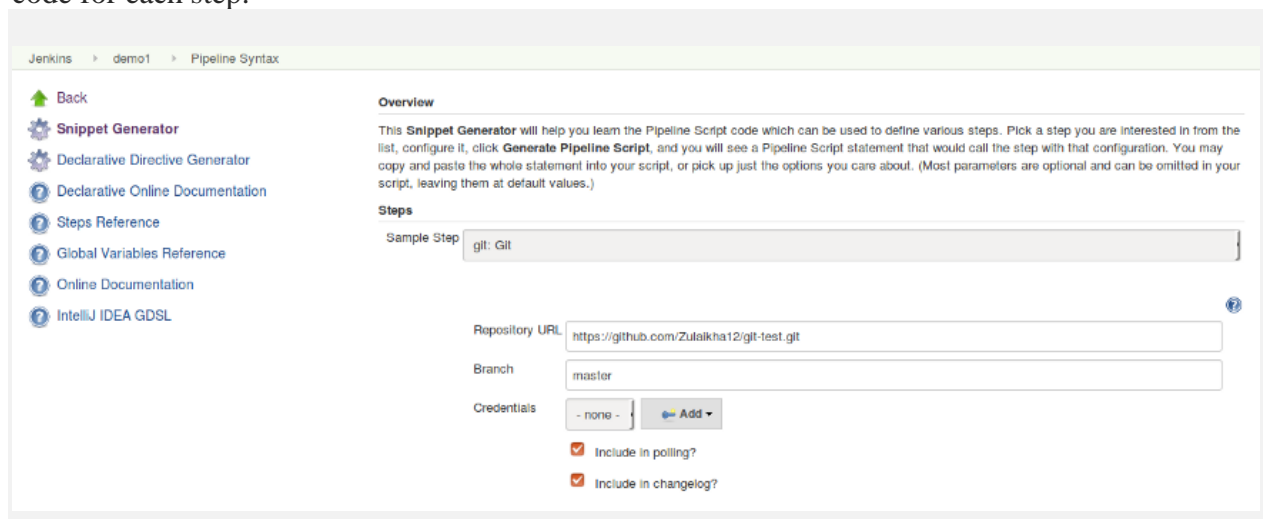 code for each step.
Jenkins › demo1 › Pipeline Syntax
Back
Snippet Generator
Declarative Directive Generator
Declarative Online Documentation
Steps Reference
Global Variables Reference
Online Documentation
IntelliJ IDEA GDSL
Overview
This Snippet Generator will help you learn the Pipeline Script code which can be used to define various steps. Pick a step you are interested in from the
list, configure it, click Generate Pipeline Script, and you will see a Pipeline Script statement that would call the step with that configuration. You may
copy and paste the whole statement into your script, or pick up just the options you care about. (Most parameters are optional and can be omitted in your
script, leaving them at default values.)
Steps
Sample Step git: Git
Repository URL https://github.com/Zulaikha12/git-test.git
Branch master
Credentials - none - Add
Include in polling?
Include in changelog?